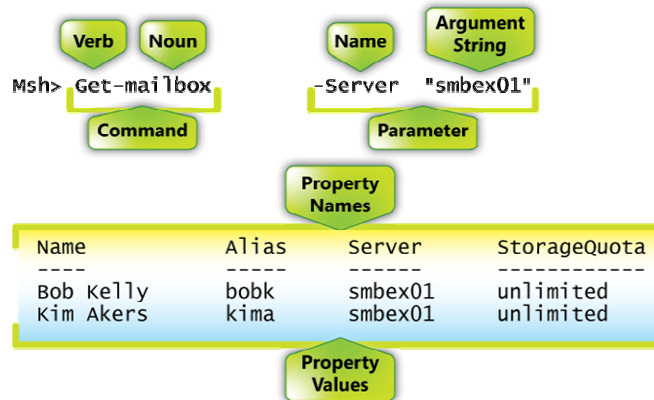 Verb Noun Name Argument String
Msh> Get-mailbox -Server "smbex01"
Command Parameter
Property Names
Name Alias Server StorageQuota
---- ----- ------ ------------
Bob Kelly bobk smbex01 unlimited
Kim Akers kima smbex01 unlimited
Property Values